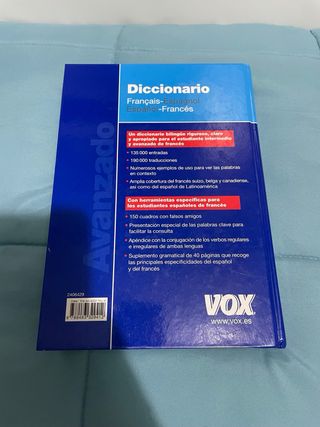 Diccionario
Français-Espagnol
Español-Francés
Avanzado
Un diccionario bilingüe riguroso, claro
y apropiado para el estudiante intermedio
y avanzado de francés
• 135 000 entradas
• 190 000 traducciones
• Numerosos ejemplos de uso para ver las palabras
en contexto
• Amplia cobertura del francés suizo, belga y canadiense,
así como del español de Latinoamérica
Con herramientas específicas para
los estudiantes españoles de francés
• 150 cuadros con falsos amigos
• Presentación especial de las palabras clave para
facilitar la consulta
• Apéndice con la conjugación de los verbos regulares
e irregulares de ambas lenguas
• Suplemento gramatical de 40 páginas que recoge
las principales especificidades del español
y del francés
2406429
VOX
www.vox.es